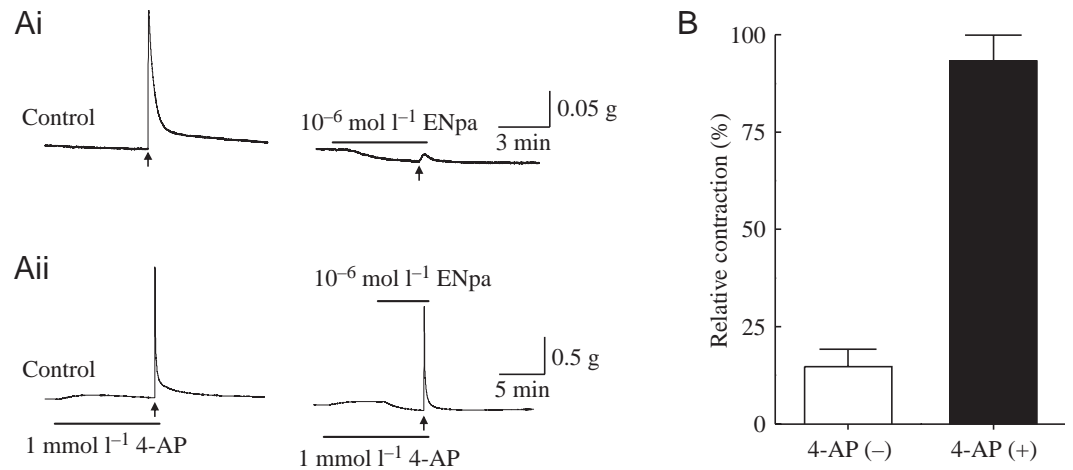 Ai
Control
10⁻⁶ mol l⁻¹ ENpa
0.05 g
3 min
Aii
Control
1 mmol l⁻¹ 4-AP
10⁻⁶ mol l⁻¹ ENpa
0.5 g
5 min
1 mmol l⁻¹ 4-AP
B
Relative contraction (%)
100
75
50
25
0
4-AP (–)
4-AP (+)